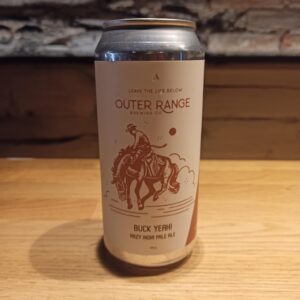 LEAVE THE LIFE BELOW
OUTER RANGE
BREWING CO.
BUCK YEAH!
HAZY INDIA PALE ALE